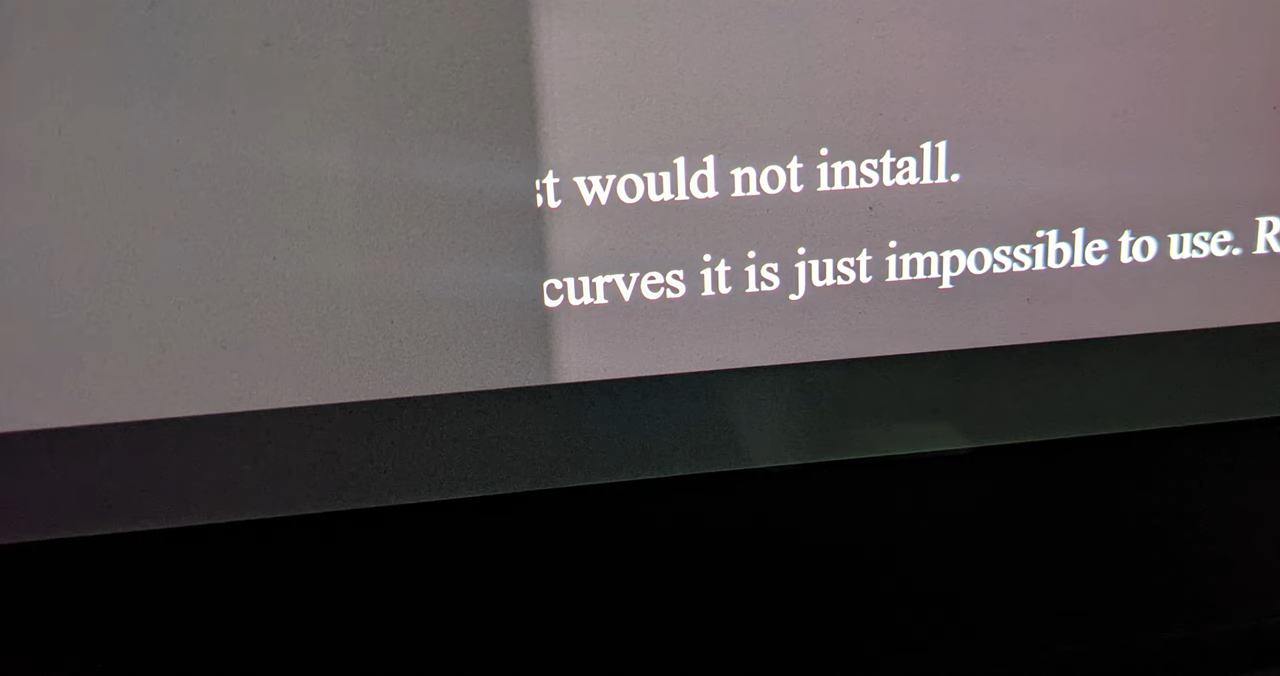 t would not install.
curves it is just impossible to use.